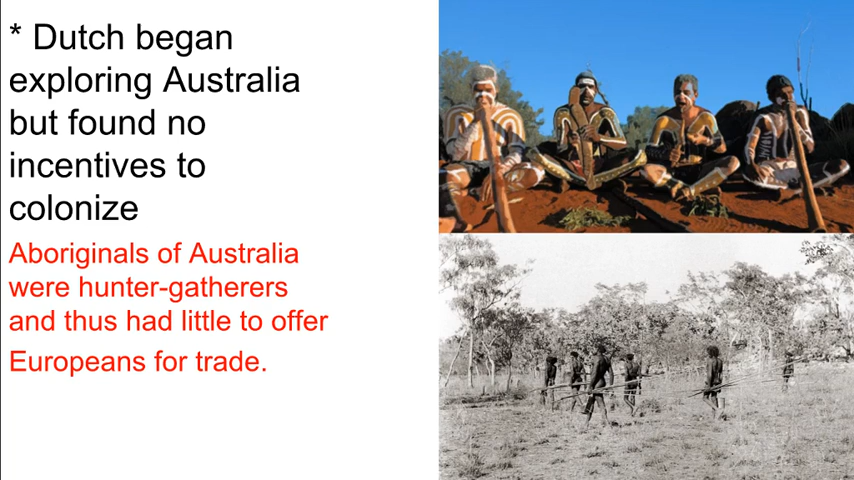 * Dutch began
exploring Australia
but found no
incentives to
colonize
Aboriginals of Australia
were hunter-gatherers
and thus had little to offer
Europeans for trade.